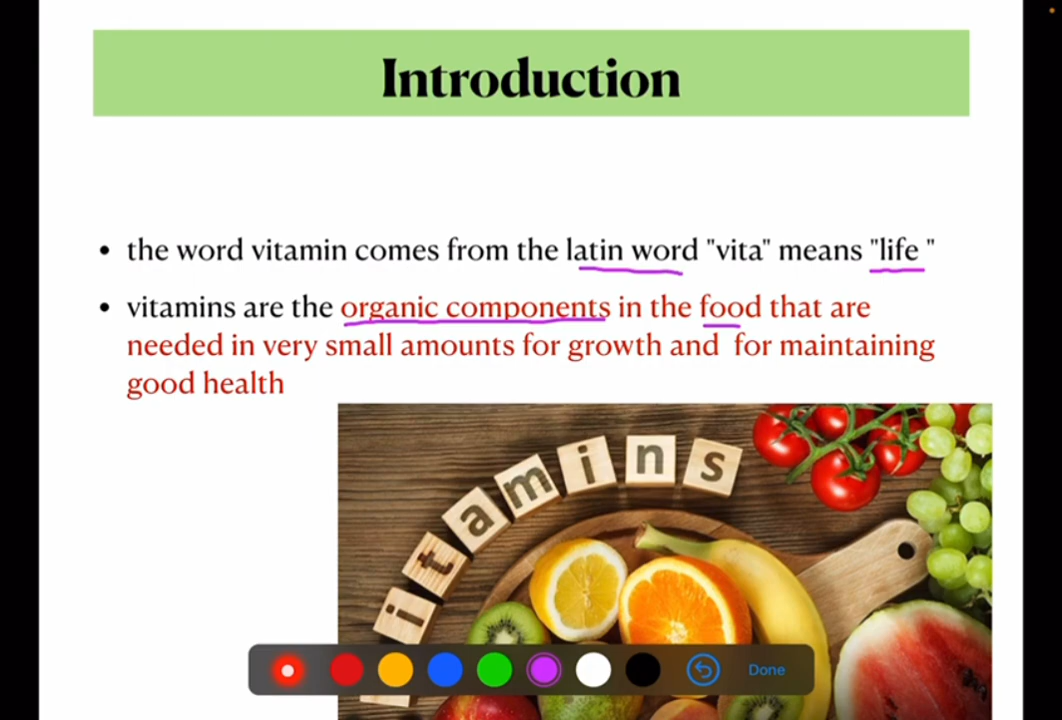 Introduction
• the word vitamin comes from the latin word "vita" means "life "
• vitamins are the organic components in the food that are
needed in very small amounts for growth and for maintaining
good health
itamins
Done